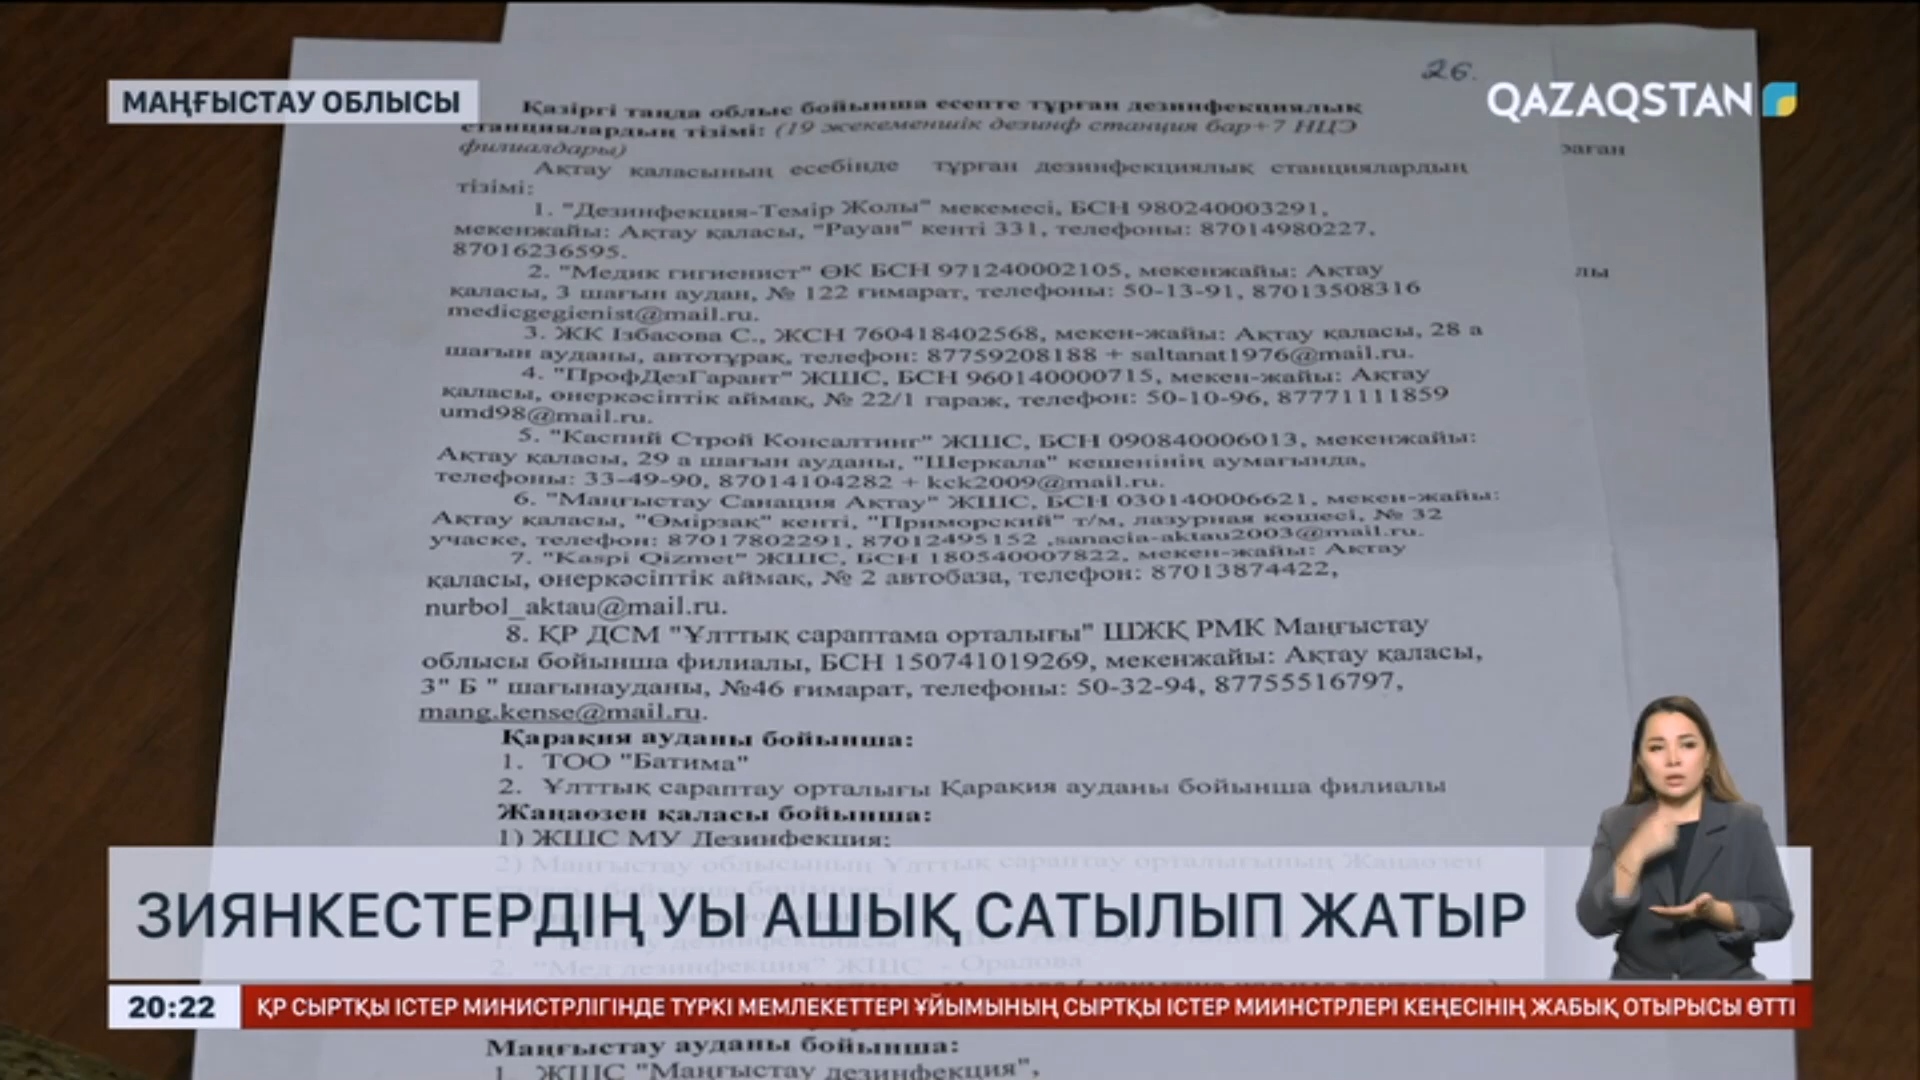 26.
МАҢҒЫСТАУ ОБЛЫСЫ
QAZAQSTAN
Қазіргі таңда облыс бойынша есепте тұрған дезинфекциялық
станциялардың тізімі: (19 жекеменшік дезинф станция бар+7 НЦЭ
филиалдары)
Ақтау қаласының есебінде тұрған дезинфекциялық станциялардың
тізімі:
1. "Дезинфекция-Темір Жолы" мекемесі, БСН 980240003291,
мекенжайы: Ақтау қаласы, "Рауан" кенті 331, телефоны: 87014980227,
87016236595.
2. "Медик гигиенист" ӨК БСН 971240002105, мекенжайы: Ақтау
қаласы, 3 шағын аудан, № 122 ғимарат, телефоны: 50-13-91, 87013508316
medicgegienist@mail.ru.
3. ЖК Ізбасова С., ЖСН 760418402568, мекен-жайы: Ақтау қаласы, 28 а
шағын ауданы, автотұрақ, телефон: 87759208188 + saltanat1976@mail.ru.
4. "ПрофДезГарант" ЖШС, БСН 960140000715, мекен-жайы: Ақтау
қаласы, өнеркәсіптік аймақ, № 22/1 гараж, телефон: 50-10-96, 87771111859
umd98@mail.ru.
5. "Каспий Строй Консалтинг" ЖШС, БСН 090840006013, мекенжайы:
Ақтау қаласы, 29 а шағын ауданы, "Шеркала" кешенінің аумағында,
телефоны: 33-49-90, 87014104282 + kck2009@mail.ru.
6. "Маңғыстау Санация Ақтау" ЖШС, БСН 030140006621, мекен-жайы:
Ақтау қаласы, "Өмірзақ" кенті, "Приморский" т/м, лазурная көшесі, № 32
учаске, телефон: 87017802291, 87012495152 ,sanacia-aktau2003@mail.ru.
7. "Kaspi Qizmet" ЖШС, БСН 180540007822, мекен-жайы: Ақтау
қаласы, өнеркәсіптік аймақ, № 2 автобаза, телефон: 87013874422,
nurbol_aktau@mail.ru.
8. ҚР ДСМ "Ұлттық сараптама орталығы" ШЖҚ РМК Маңғыстау
облысы бойынша филиалы, БСН 150741019269, мекенжайы: Ақтау қаласы,
3" Б " шағынауданы, №46 ғимарат, телефоны: 50-32-94, 87755516797,
mang.kense@mail.ru.
Қарақия ауданы бойынша:
1. ТОО "Батима"
2. Ұлттық сараптау орталығы Қарақия ауданы бойынша филиалы
Жаңаөзен қаласы бойынша:
1) ЖШС МУ Дезинфекция;
2) Маңғыстау облысының Ұлттық сараптау орталығының Жаңаөзен
ЗИЯНКЕСТЕРДІҢ УЫ АШЫҚ САТЫЛЫП ЖАТЫР
2. "Мед дезинфекция" ЖШС - Оралова
20:22 ҚР СЫРТҚЫ ІСТЕР МИНИСТРЛІГІНДЕ ТҮРКІ МЕМЛЕКЕТТЕРІ ҰЙЫМЫНЫҢ СЫРТҚЫ ІСТЕР МИИНСТРЛЕРІ КЕҢЕСІНІҢ ЖАБЫҚ ОТЫРЫСЫ ӨТТІ
Маңғыстау ауданы бойынша:
1. ЖШС "Маңғыстау дезинфекция",